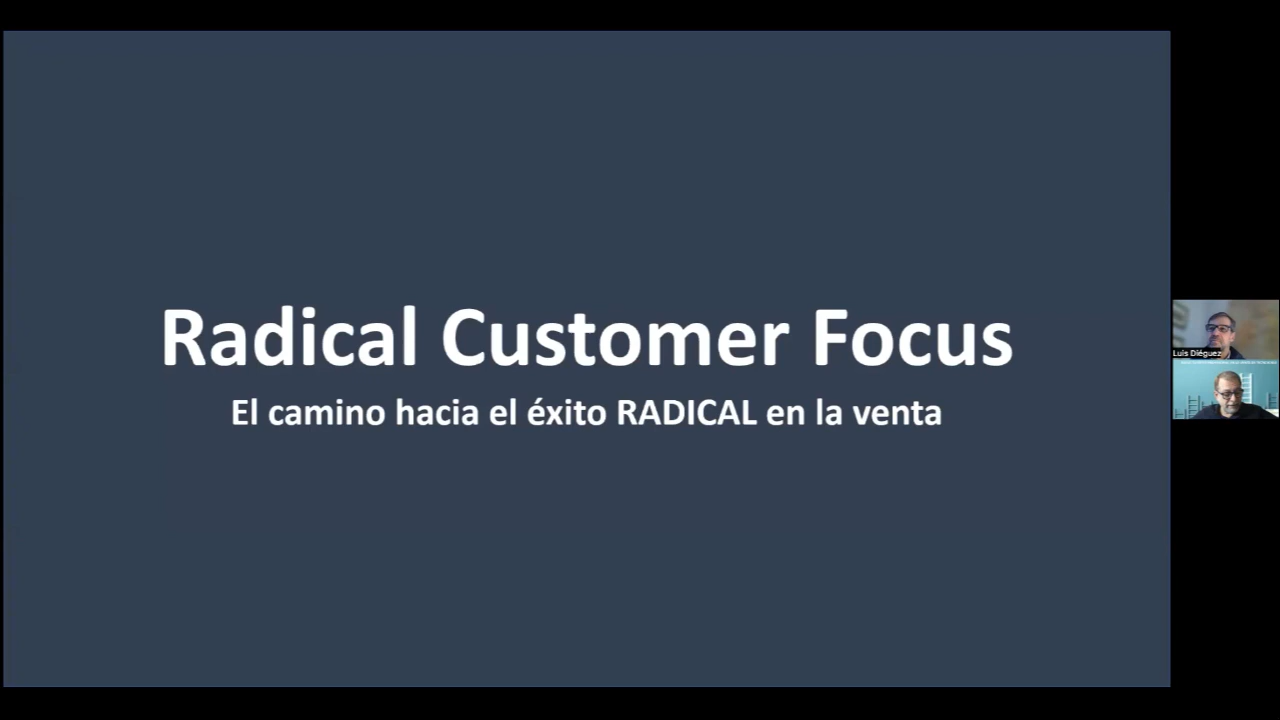 Radical Customer Focus
El camino hacia el éxito RADICAL en la venta
Luis Diéguez